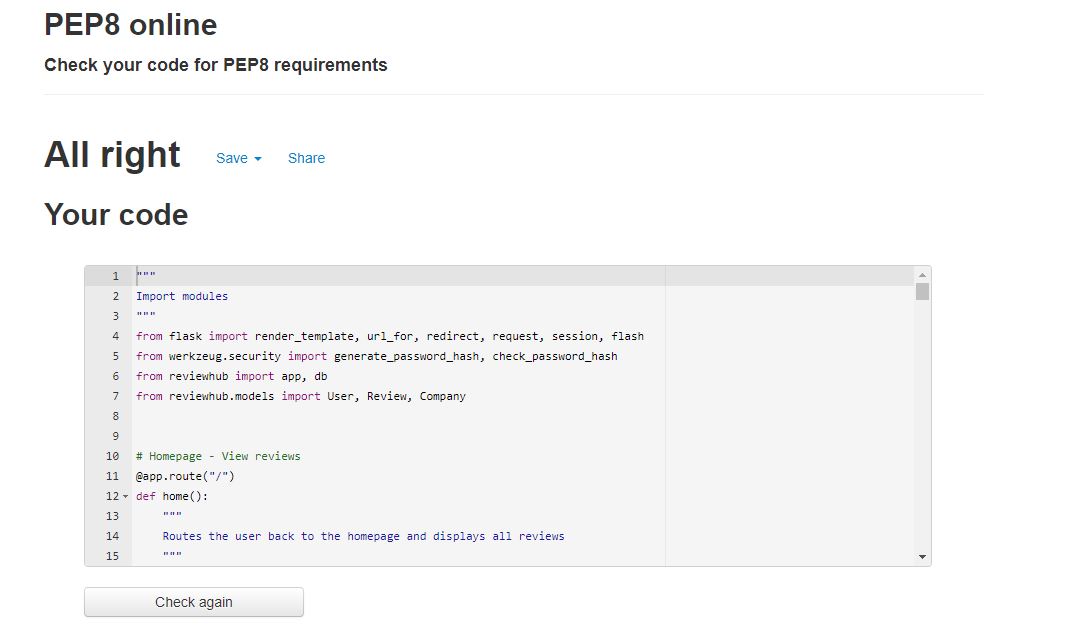 PEP8 online
Check your code for PEP8 requirements
All right Save Share
Your code
1 """
2 Import modules
3 """
4 from flask import render_template, url_for, redirect, request, session, flash
5 from werkzeug.security import generate_password_hash, check_password_hash
6 from reviewhub import app, db
7 from reviewhub.models import User, Review, Company
8
9
10 # Homepage - View reviews
11 @app.route("/")
12 def home():
13 """
14 Routes the user back to the homepage and displays all reviews
15 """
Check again